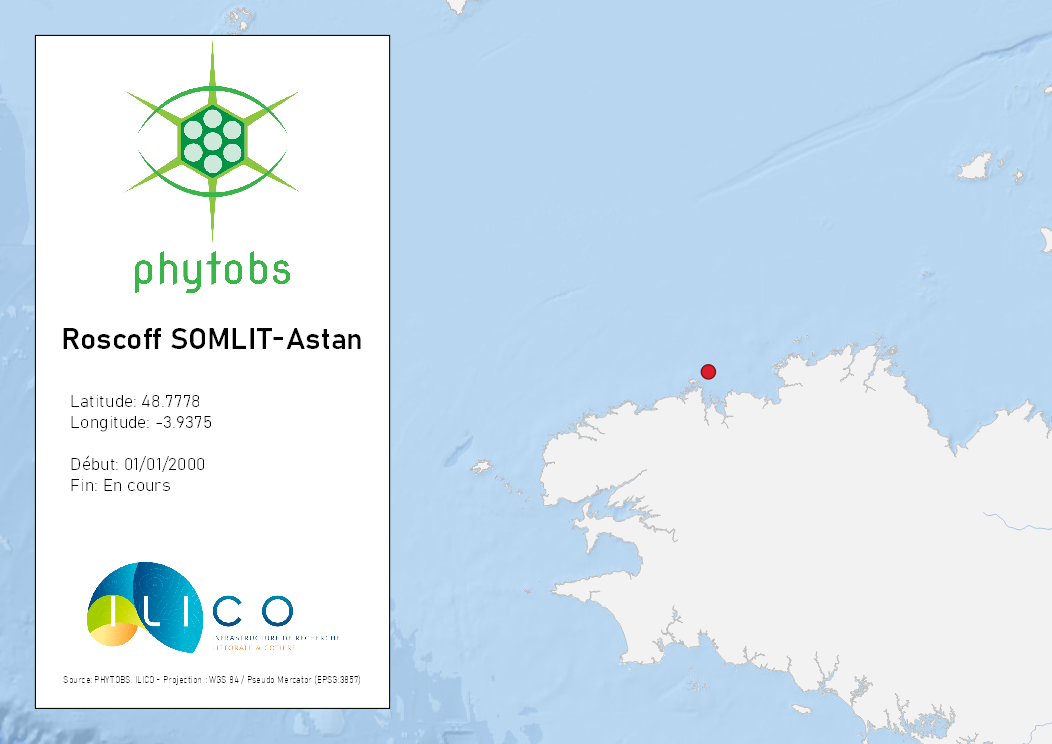 phytobs
Roscoff SOMLIT-Astan
Latitude: 48.7778
Longitude: -3.9375
Début: 01/01/2000
Fin: En cours
ILICO
INFRASTRUCTURE DE RECHERCHE
LITTORALE & COTIERE
Source: PHYTOBS, ILICO - Projection : WGS 84 / Pseudo Mercator (EPSG:3857)